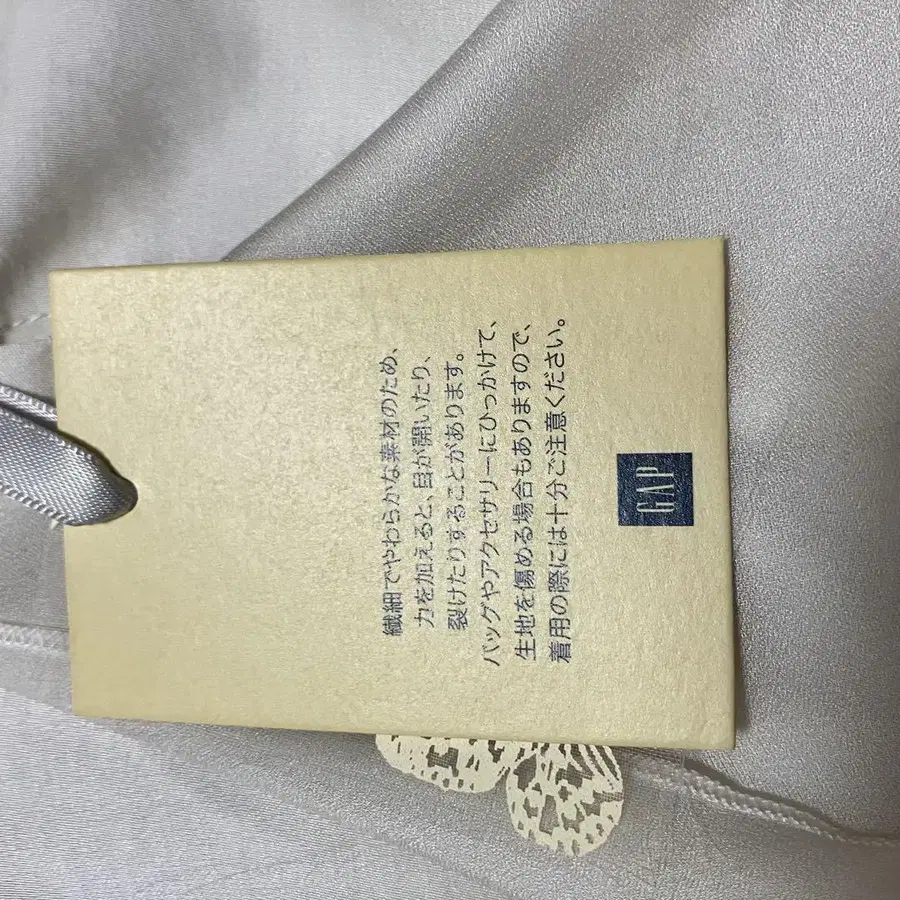 繊細でやわらかな素材のため、
力を加えると、目が開いたり、
裂けたりすることがあります。
バッグやアクセサリーにひっかけて、
生地を傷める場合もありますので、
着用の際には十分ご注意ください。
GAP